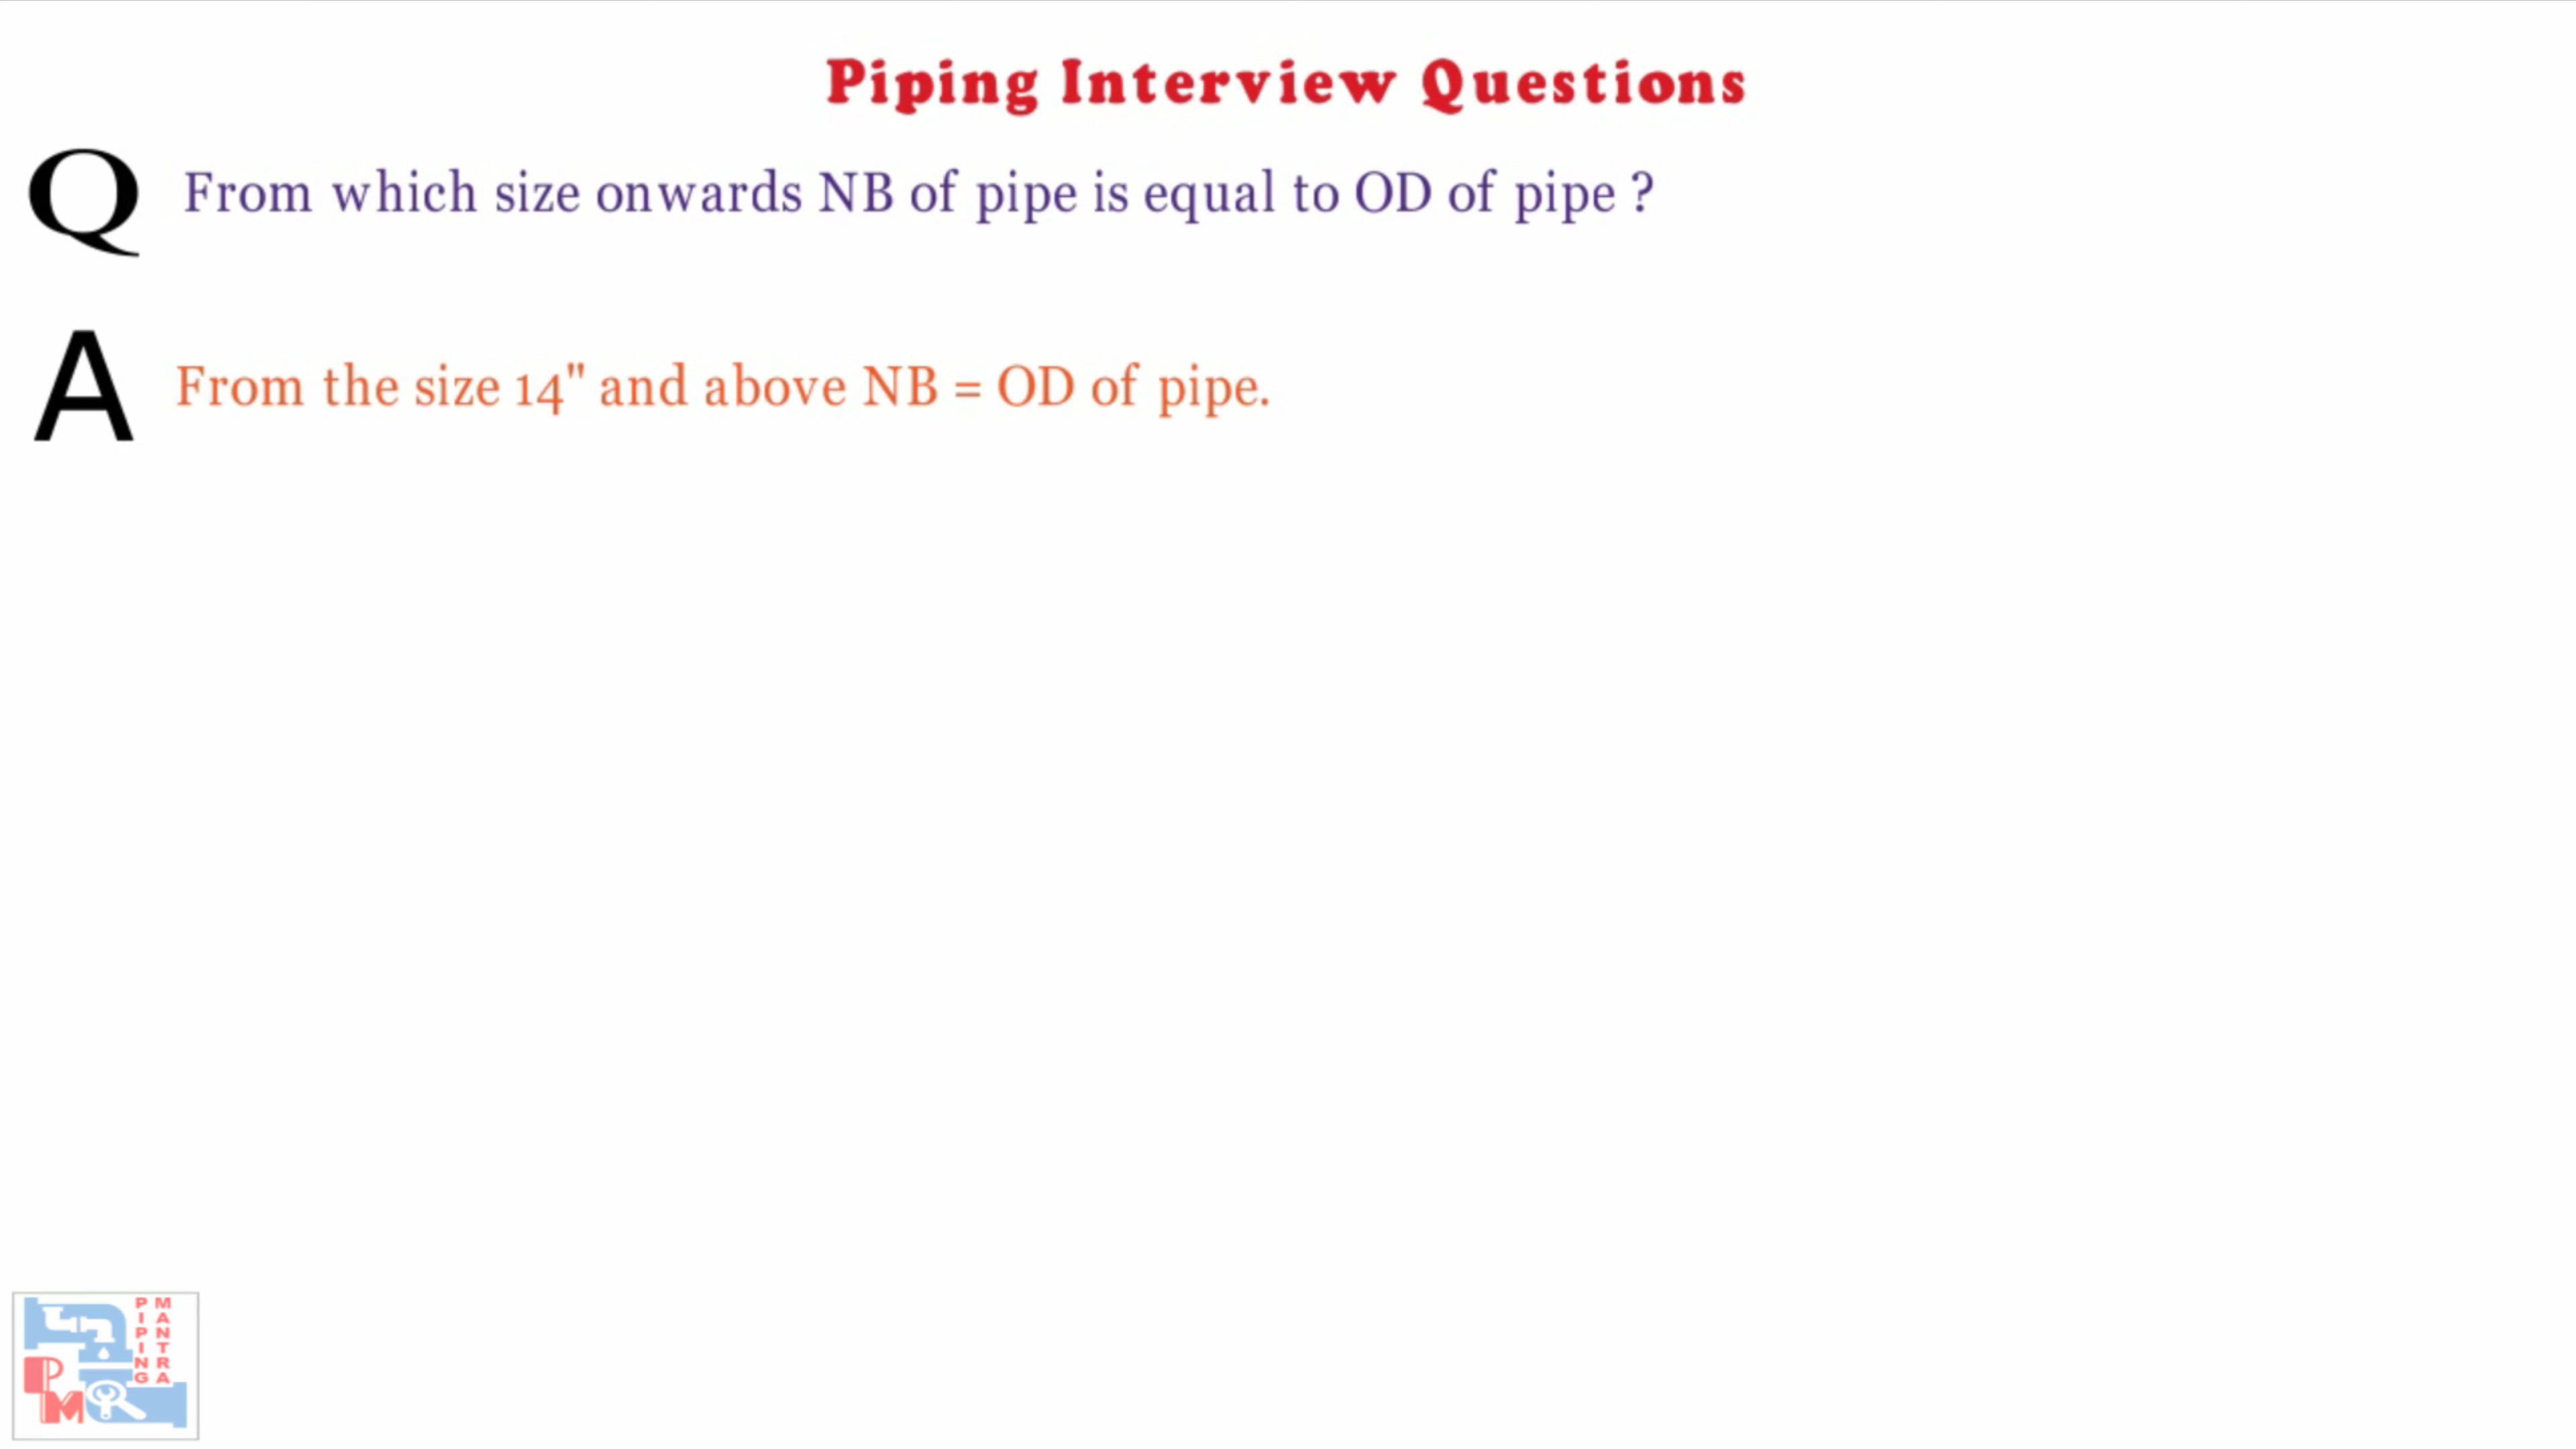 Piping Interview Questions
Q From which size onwards NB of pipe is equal to OD of pipe ?
A From the size 14" and above NB = OD of pipe.
PIPING
MANTRA
PM